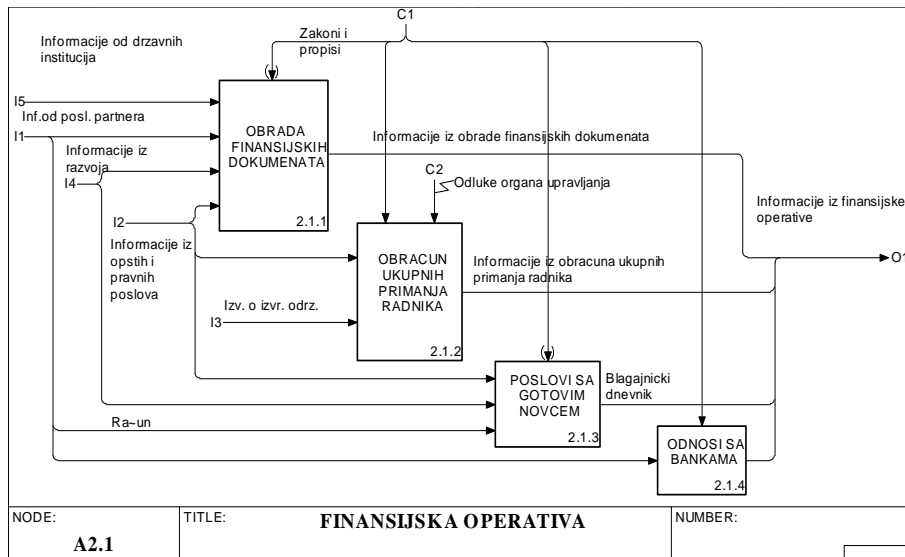 C1
Informacije od drzavnih
institucija
Zakoni i
propisi
I5
Inf.od posl. partnera
I1
OBRADA
FINANSIJSKIH
DOKUMENATA
2.1.1
Informacije iz obrade finansijskih dokumenata
Informacije iz
razvoja
I4
C2
Odluke organa upravljanja
I2
Informacije iz
opstih i
pravnih
poslova
Informacije iz finansijske
operative
O1
OBRACUN
UKUPNIH
PRIMANJA
RADNIKA
2.1.2
Informacije iz obracuna ukupnih
primanja radnika
Izv. o izvr. odrz.
I3
POSLOVI SA
GOTOVIM
NOVCEM
2.1.3
Blagajnicki
dnevnik
Ra~un
ODNOSI SA
BANKAMA
2.1.4
NODE:
A2.1
TITLE:
FINANSIJSKA OPERATIVA
NUMBER: